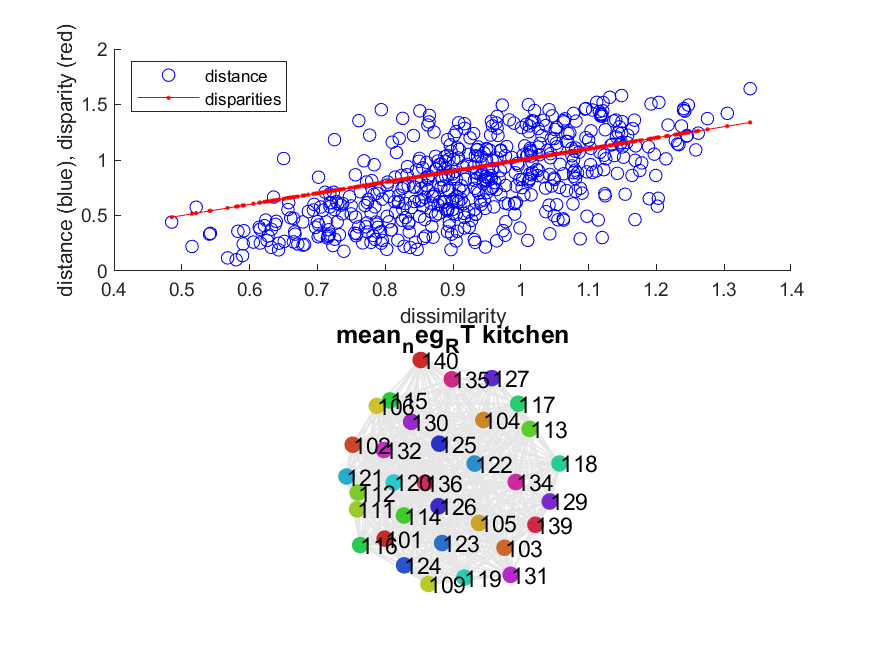 distance (blue), disparity (red)
2
1.5
1
0.5
0
distance
disparities
0.4 0.5 0.6 0.7 0.8 0.9 1 1.1 1.2 1.3 1.4
dissimilarity
mean_neg_RT kitchen
140
135 127
115
106 117
130 104 113
102 132 125
122 118
121 120 136 134
112
111 114 126 129
105 139
116 101 123 103
124
109 119 131